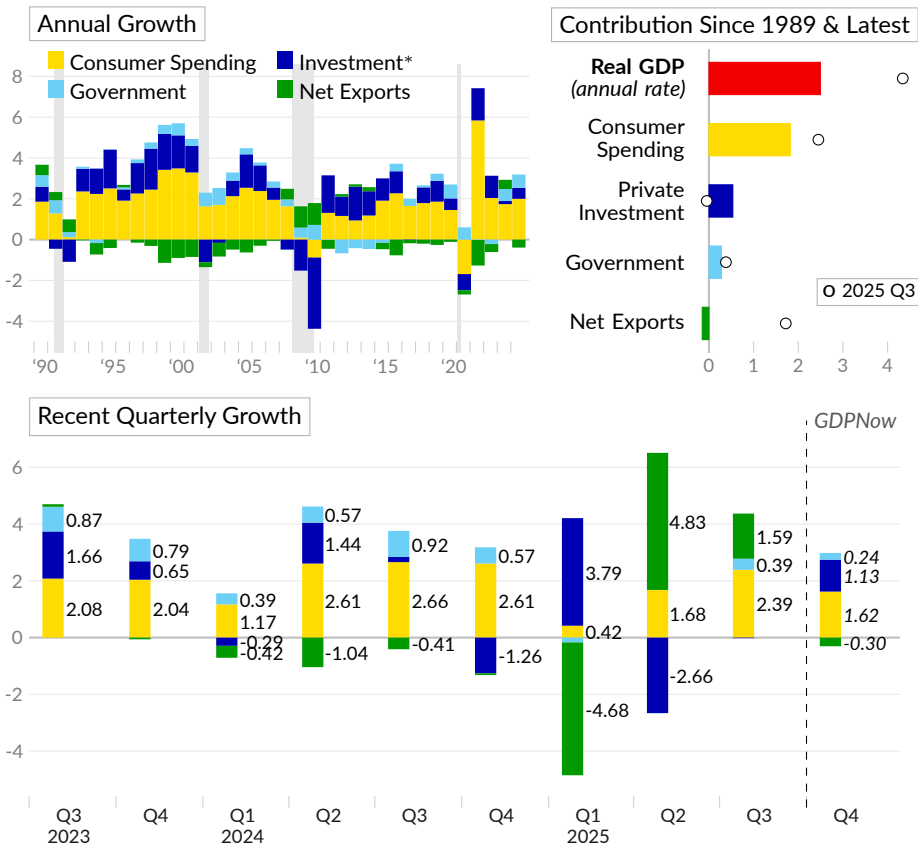 Annual Growth
Consumer Spending
Investment*
Government
Net Exports
8
6
4
2
0
-2
-4
‘90
‘95
‘00
‘05
‘10
‘15
‘20
Contribution Since 1989 & Latest
Real GDP
(annual rate)
Consumer
Spending
Private
Investment
Government
Net Exports
o 2025 Q3
0
1
2
3
4
Recent Quarterly Growth
GDPNow
6
4
2
0
-2
-4
0.87
1.66
2.08
0.79
0.65
2.04
0.39
1.17
-0.29
-0.42
0.57
1.44
2.61
-1.04
0.92
2.66
-0.41
0.57
2.61
-1.26
3.79
0.42
-4.68
4.83
1.68
-2.66
1.59
0.39
2.39
0.24
1.13
1.62
-0.30
Q3
2023
Q4
Q1
2024
Q2
Q3
Q4
Q1
2025
Q2
Q3
Q4